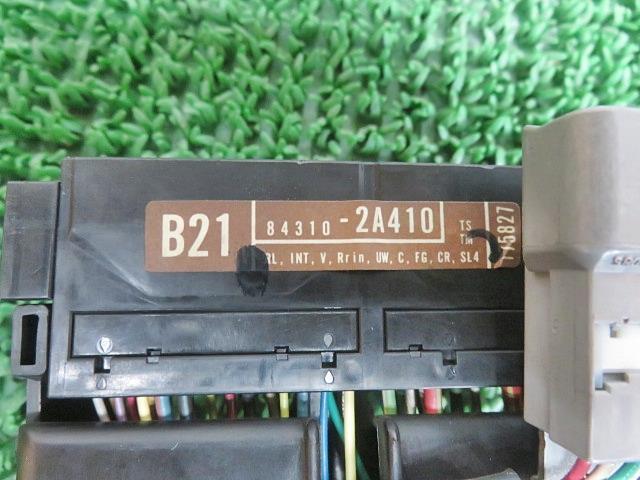 B21
84310-2A410
TS
TM
RL, INT, V, Rrin, UW, C, FG, CR, SL4